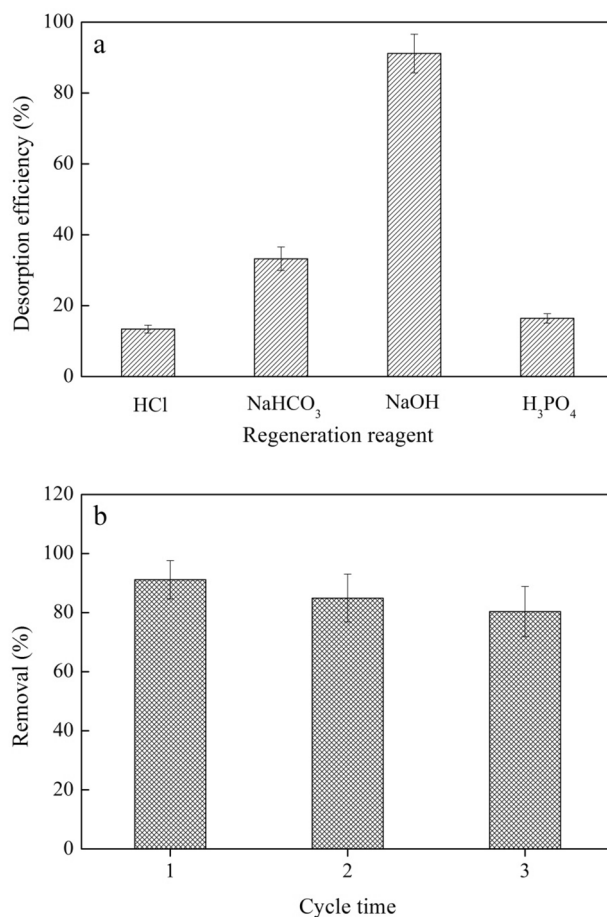 a
100
80
60
40
20
0
Desorption efficiency (%)
HCl NaHCO₃ NaOH H₃PO₄
Regeneration reagent
b
120
100
80
60
40
20
0
Removal (%)
1 2 3
Cycle time